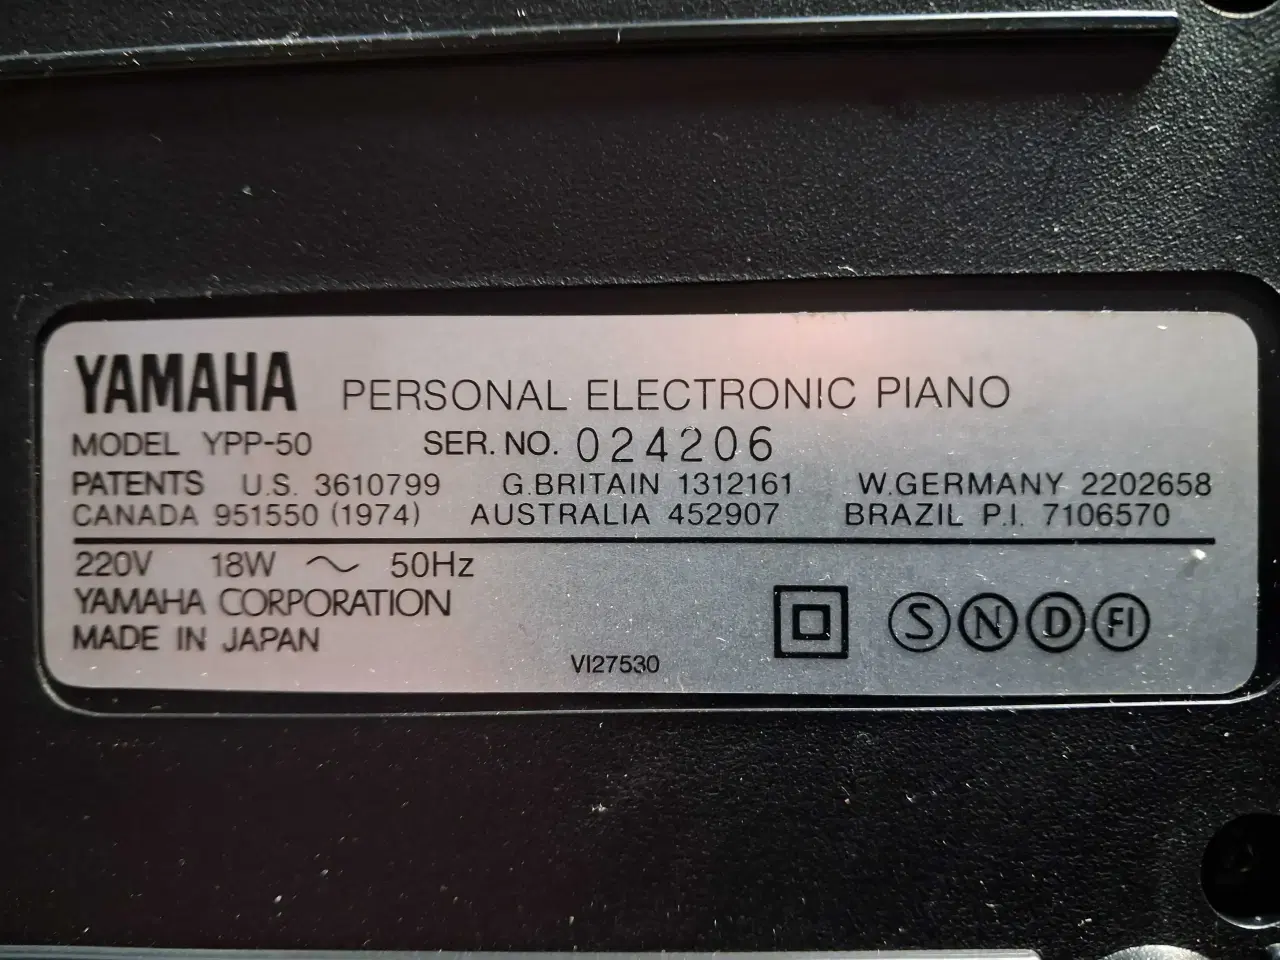 YAMAHA PERSONAL ELECTRONIC PIANO
MODEL YPP-50 SER. NO. 024206
PATENTS U.S. 3610799 G.BRITAIN 1312161 W.GERMANY 2202658
CANADA 951550 (1974) AUSTRALIA 452907 BRAZIL P.I. 7106570
220V 18W ~ 50Hz
YAMAHA CORPORATION
MADE IN JAPAN
VI27530
S N D FI